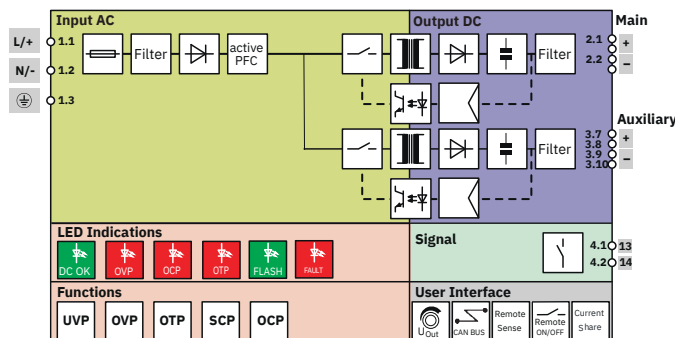 Input AC
Output DC
Main
L/+
1.1
N/-
1.2
1.3
Filter
active
PFC
Filter
2.1
+
2.2
−
Auxiliary
Filter
3.7
3.8
+
3.9
3.10
−
LED Indications
DC OK
OVP
OCP
OTP
FLASH
FAULT
Signal
4.1
13
4.2
14
Functions
UVP
OVP
OTP
SCP
OCP
User Interface
UOut
CAN BUS
Remote
Sense
Remote
ON/OFF
Current
share